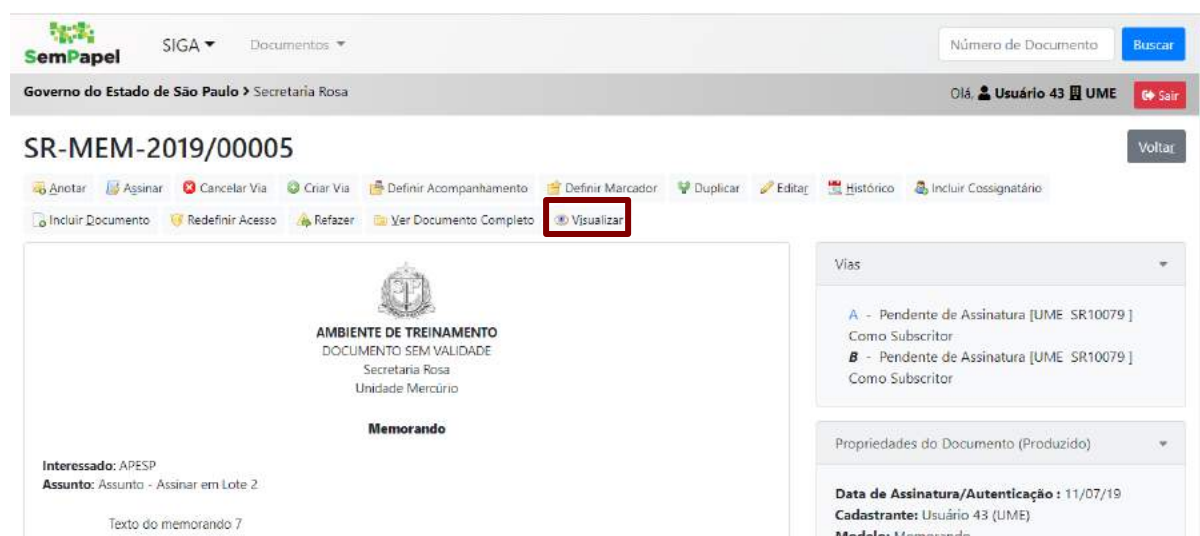 SemPapel
SIGA
Documentos
Número de Documento
Buscar
Governo do Estado de São Paulo > Secretaria Rosa
Olá, Usuário 43 UME
Sair
SR-MEM-2019/00005
Voltar
Anotar Assinar Cancelar Via Criar Via Definir Acompanhamento Definir Marcador Duplicar Editar Histórico Incluir Cossignatário
Incluir Documento Redefinir Acesso Refazer Ver Documento Completo Visualizar
AMBIENTE DE TREINAMENTO
DOCUMENTO SEM VALIDADE
Secretaria Rosa
Unidade Mercúrio
Memorando
Interessado: APESP
Assunto: Assunto - Assinar em Lote 2
Texto do memorando 7
Vias
A - Pendente de Assinatura [UME SR10079 ]
Como Subscritor
B - Pendente de Assinatura [UME SR10079 ]
Como Subscritor
Propriedades do Documento (Produzido)
Data de Assinatura/Autenticação : 11/07/19
Cadastrante: Usuário 43 (UME)
Modelo: Memorando